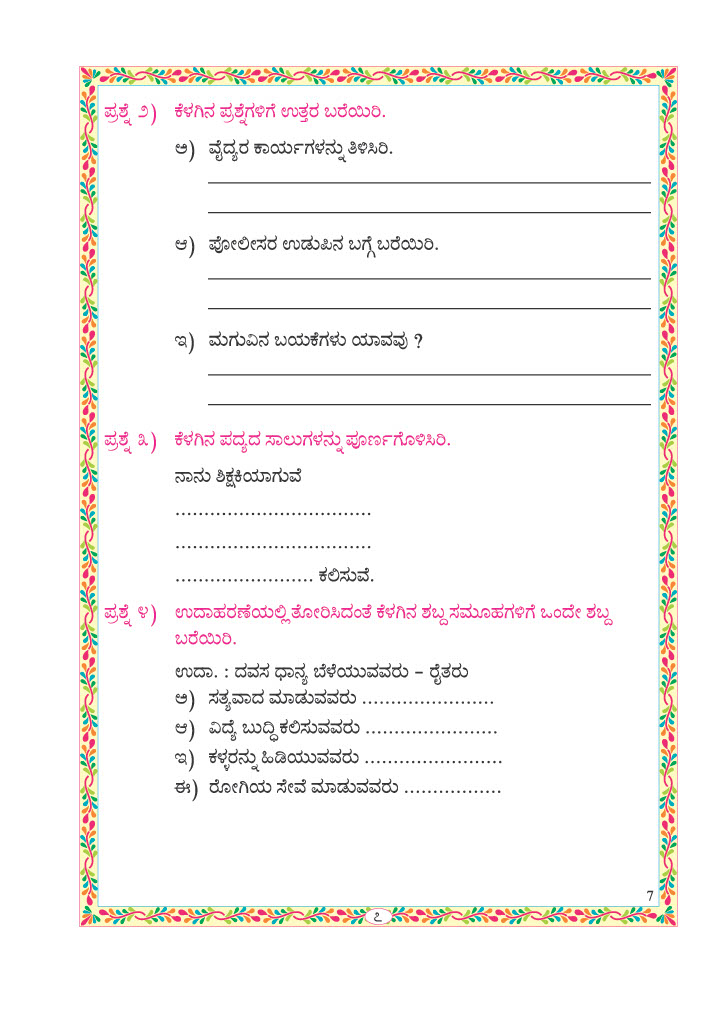 ಪ್ರಶ್ನೆ ೨) ಕೆಳಗಿನ ಪ್ರಶ್ನೆಗಳಿಗೆ ಉತ್ತರ ಬರೆಯಿರಿ.
ಅ) ವೈದ್ಯರ ಕಾರ್ಯಗಳನ್ನು ತಿಳಿಸಿರಿ.
ಆ) ಪೋಲೀಸರ ಉಡುಪಿನ ಬಗ್ಗೆ ಬರೆಯಿರಿ.
ಇ) ಮಗುವಿನ ಬಯಕೆಗಳು ಯಾವವು ?
ಪ್ರಶ್ನೆ ೩) ಕೆಳಗಿನ ಪದ್ಯದ ಸಾಲುಗಳನ್ನು ಪೂರ್ಣಗೊಳಿಸಿರಿ.
ನಾನು ಶಿಕ್ಷಕಿಯಾಗುವೆ
..................................
..................................
........................ ಕಲಿಸುವೆ.
ಪ್ರಶ್ನೆ ೪) ಉದಾಹರಣೆಯಲ್ಲಿ ತೋರಿಸಿದಂತೆ ಕೆಳಗಿನ ಶಬ್ದ ಸಮೂಹಗಳಿಗೆ ಒಂದೇ ಶಬ್ದ
ಬರೆಯಿರಿ.
ಉದಾ. : ದವಸ ಧಾನ್ಯ ಬೆಳೆಯುವವರು – ರೈತರು
ಅ) ಸತ್ಯವಾದ ಮಾಡುವವರು .......................
ಆ) ವಿದ್ಯೆ ಬುದ್ಧಿ ಕಲಿಸುವವರು .......................
ಇ) ಕಳ್ಳರನ್ನು ಹಿಡಿಯುವವರು ........................
ಈ) ರೋಗಿಯ ಸೇವೆ ಮಾಡುವವರು .................
7
೭